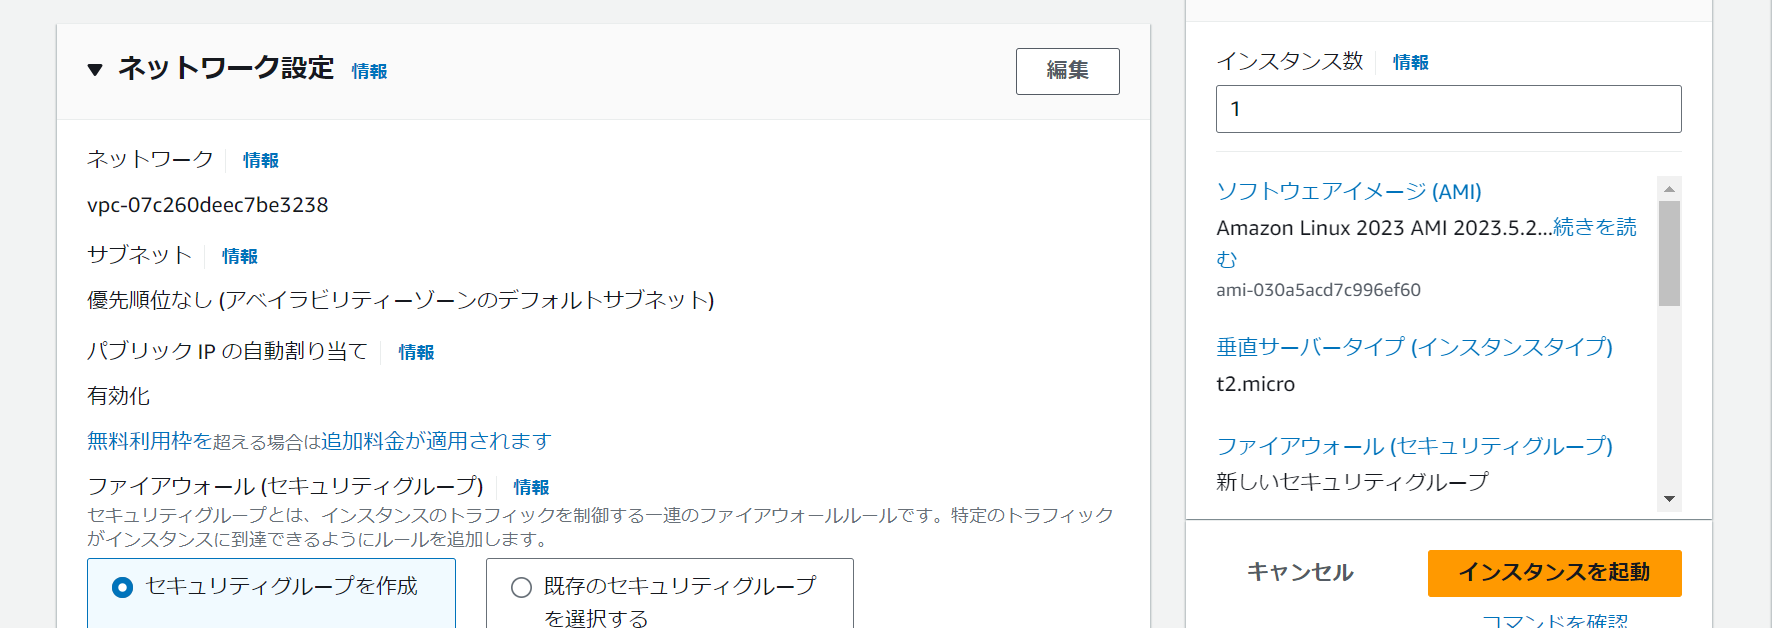 ネットワーク設定 情報
編集
ネットワーク 情報
vpc-07c260deec7be3238
サブネット 情報
優先順位なし (アベイラビリティーゾーンのデフォルトサブネット)
パブリック IP の自動割り当て 情報
有効化
無料利用枠を超える場合は追加料金が適用されます
ファイアウォール (セキュリティグループ) 情報
セキュリティグループとは、インスタンスのトラフィックを制御する一連のファイアウォールルールです。特定のトラフィック
がインスタンスに到達できるようにルールを追加します。
セキュリティグループを作成
既存のセキュリティグループ
を選択する
インスタンス数 情報
1
ソフトウェアイメージ (AMI)
Amazon Linux 2023 AMI 2023.5.2...続きを読
む
ami-030a5acd7c996ef60
垂直サーバータイプ (インスタンスタイプ)
t2.micro
ファイアウォール (セキュリティグループ)
新しいセキュリティグループ
キャンセル
インスタンスを起動
コマンドを確認